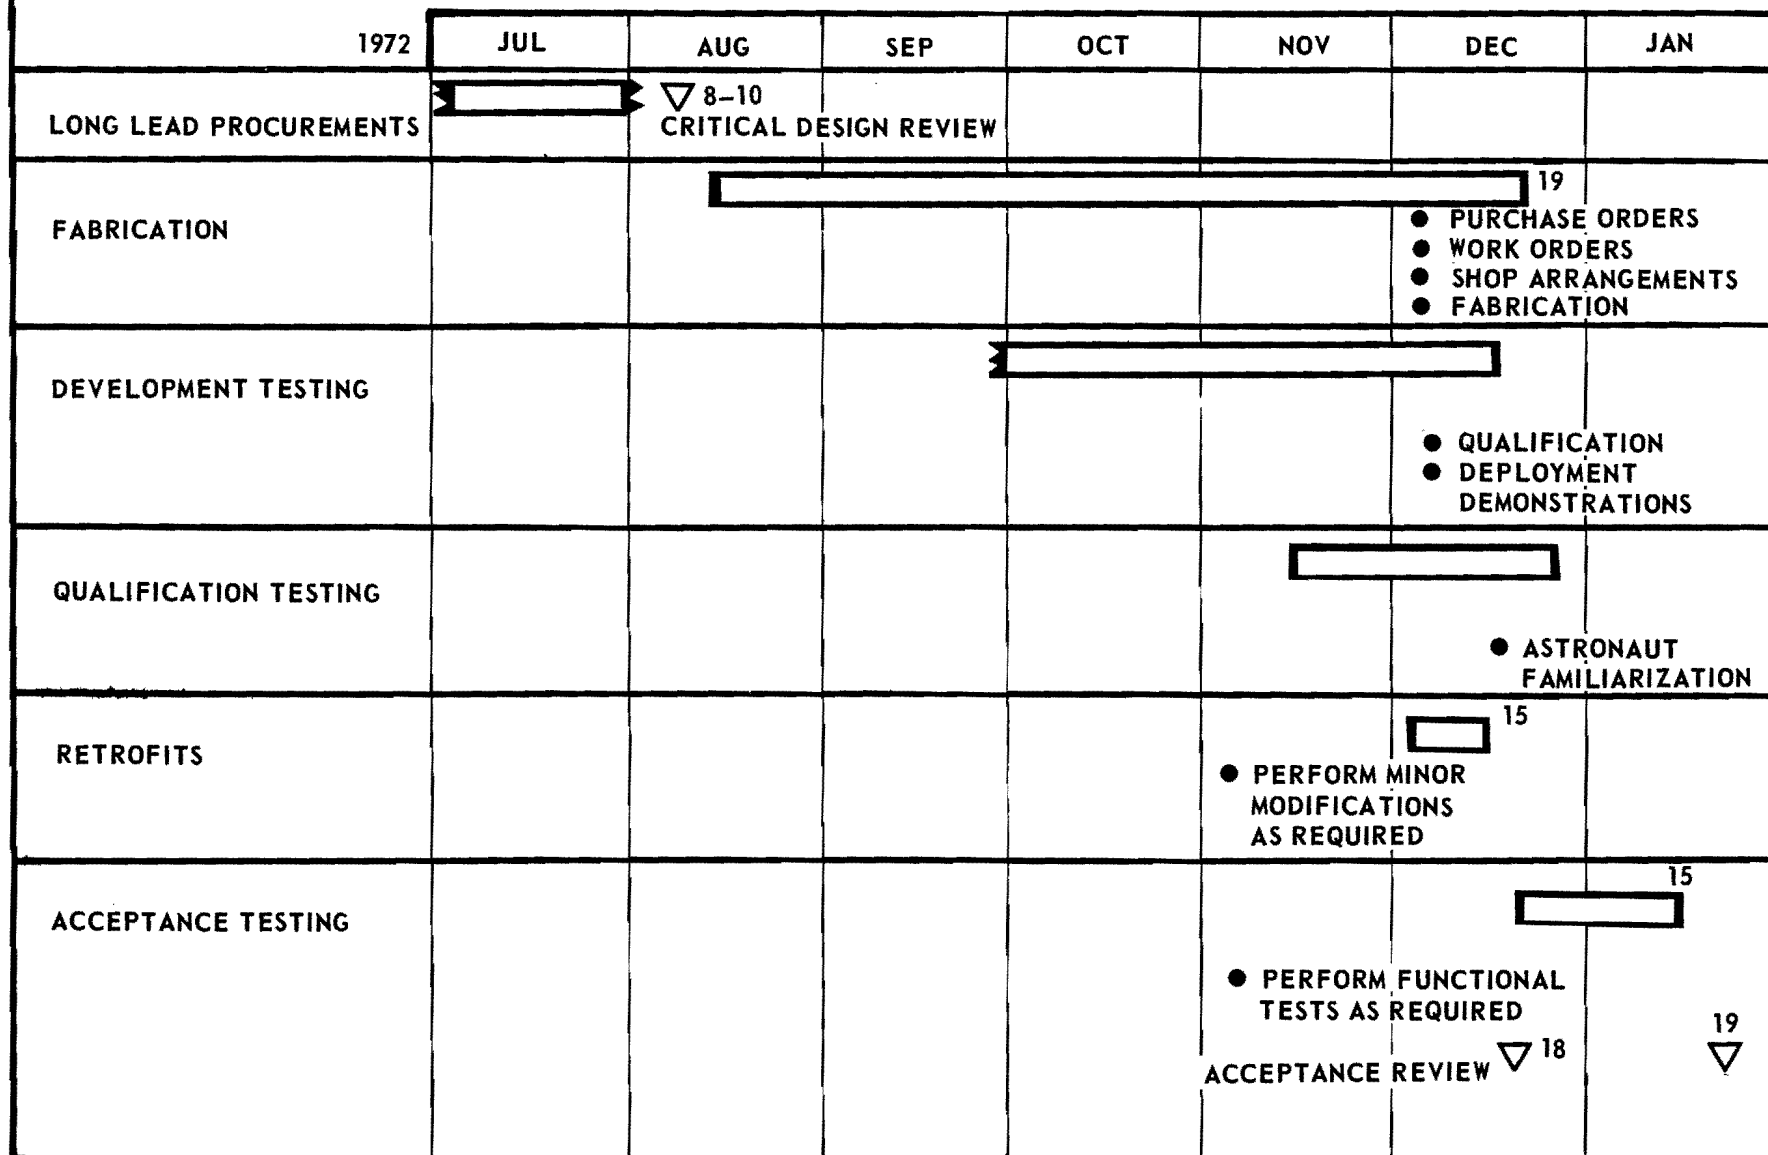 1972 JUL AUG SEP OCT NOV DEC JAN
8–10
LONG LEAD PROCUREMENTS CRITICAL DESIGN REVIEW
19
FABRICATION
● PURCHASE ORDERS
● WORK ORDERS
● SHOP ARRANGEMENTS
● FABRICATION
DEVELOPMENT TESTING
● QUALIFICATION
● DEPLOYMENT
DEMONSTRATIONS
QUALIFICATION TESTING
● ASTRONAUT
FAMILIARIZATION
15
RETROFITS
● PERFORM MINOR
MODIFICATIONS
AS REQUIRED
15
ACCEPTANCE TESTING
● PERFORM FUNCTIONAL
TESTS AS REQUIRED
19
ACCEPTANCE REVIEW 18